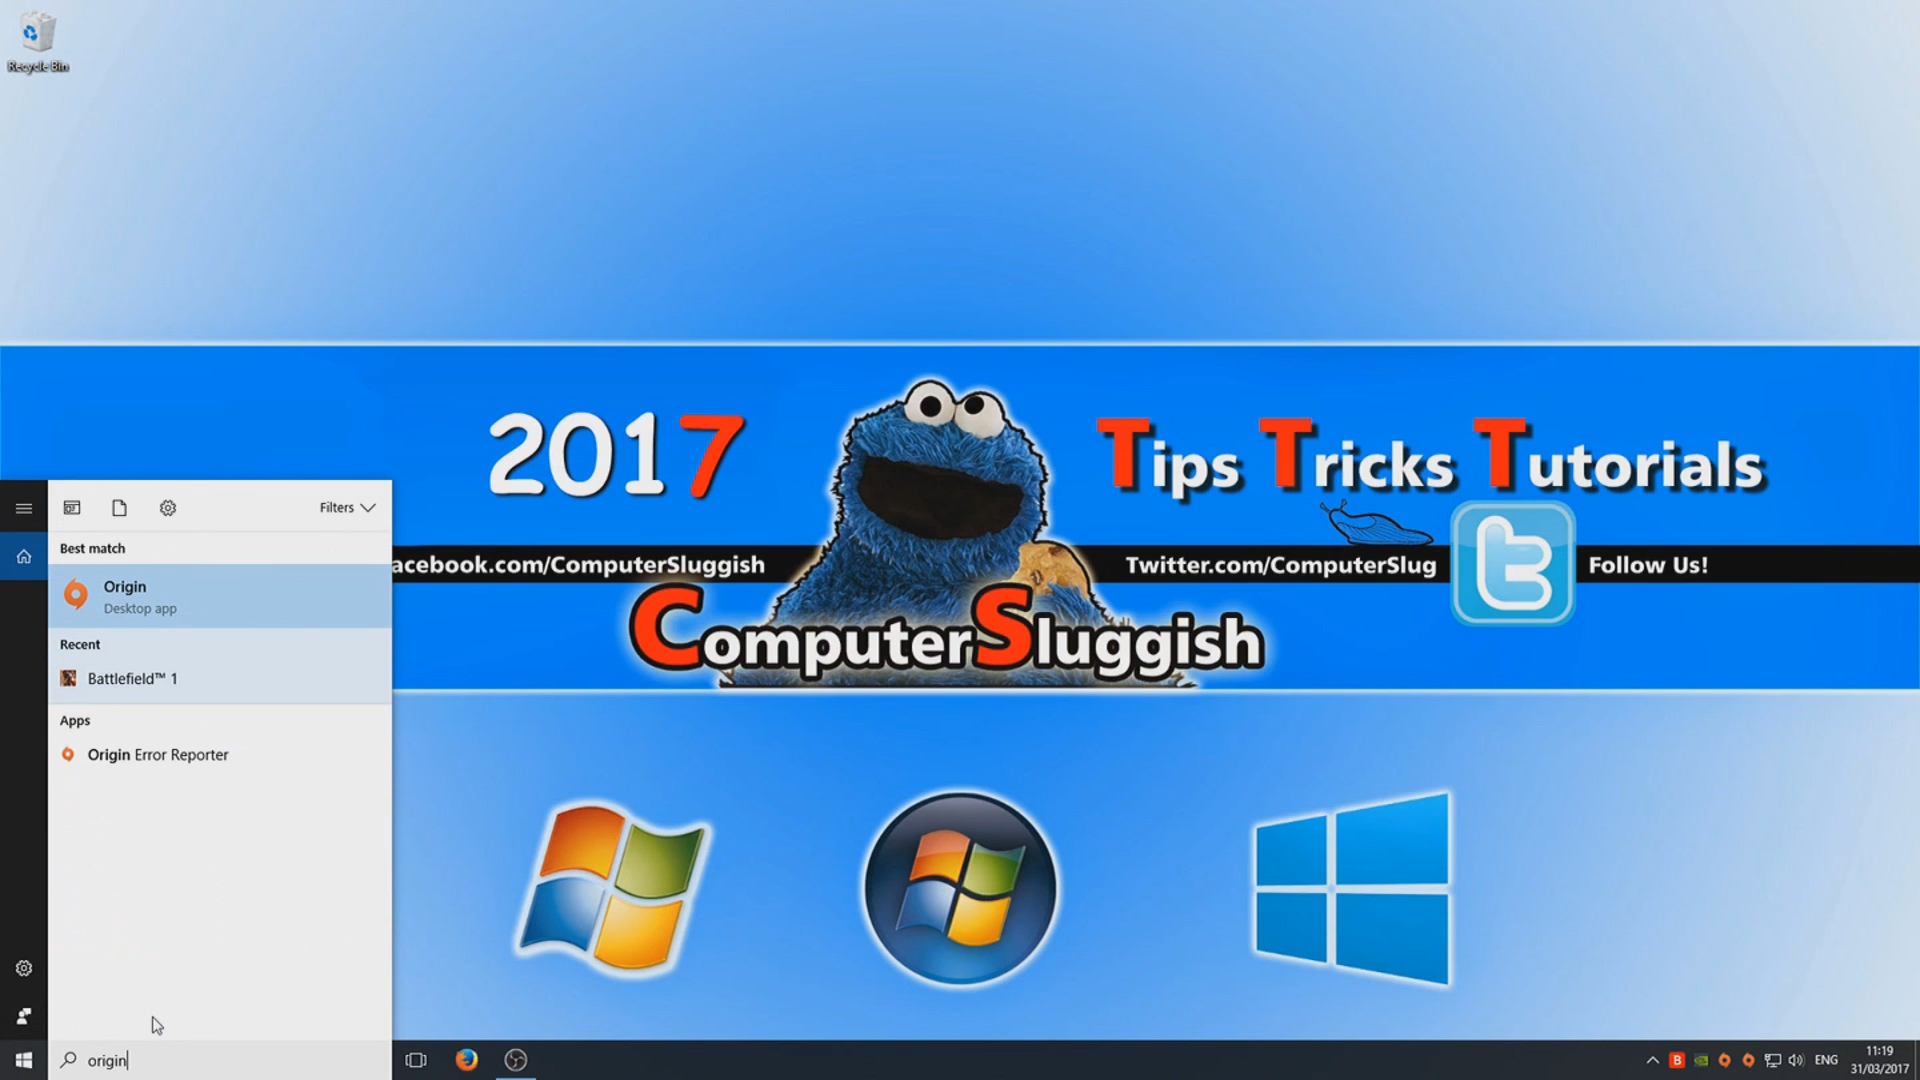 Recycle Bin
2017
Tips Tricks Tutorials
acebook.com/ComputerSluggish
Twitter.com/ComputerSlug
Follow Us!
ComputerSluggish
Filters
Best match
Origin
Desktop app
Recent
Battlefield™ 1
Apps
Origin Error Reporter
origin
B
ENG
11:19
31/03/2017